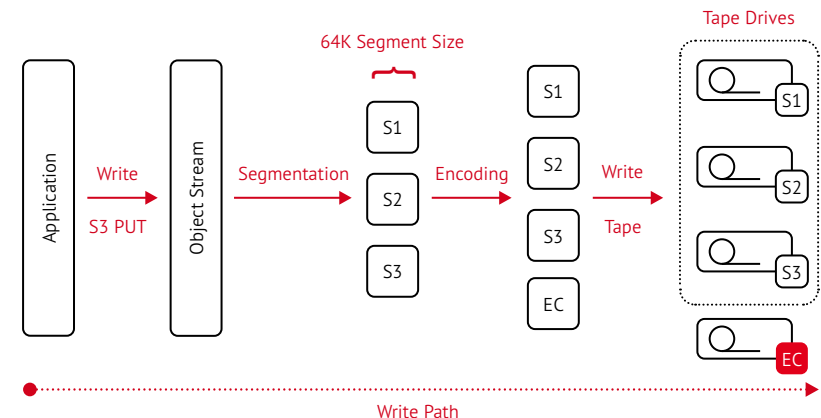 Tape Drives
64K Segment Size
Application
Write
S3 PUT
Object Stream
Segmentation
S1
S2
S3
Encoding
S1
S2
S3
EC
Write
Tape
S1
S2
S3
EC
Write Path